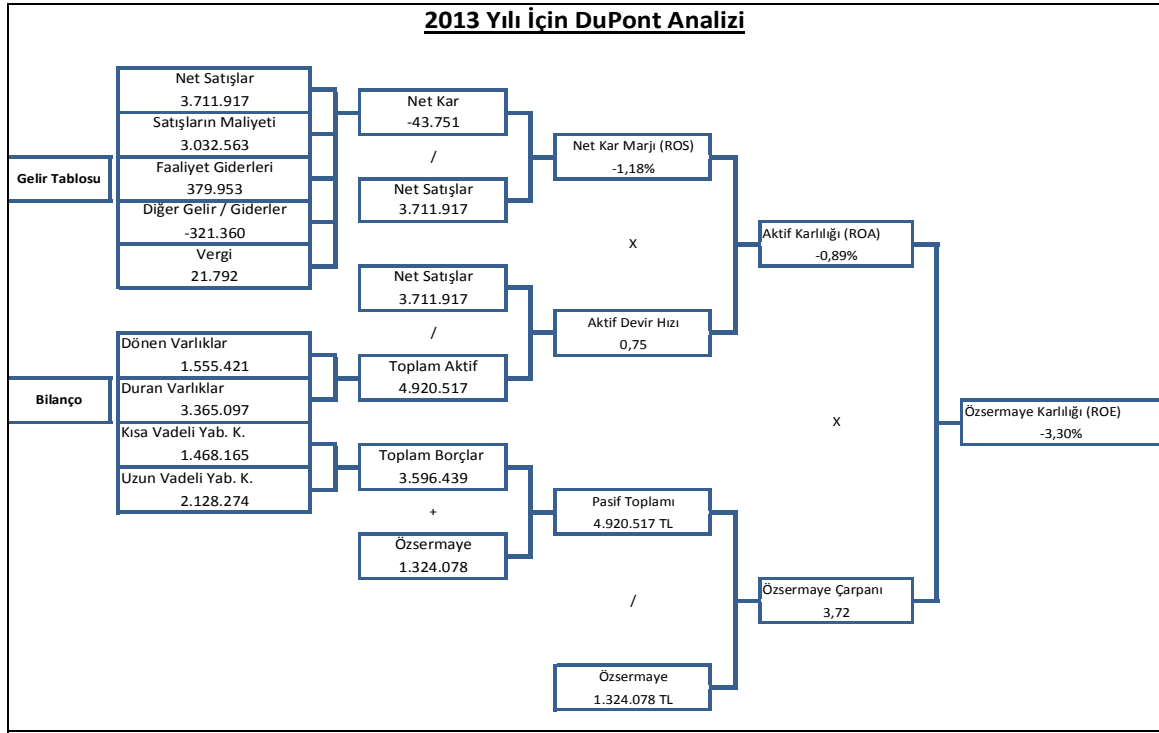 2013 Yılı İçin DuPont Analizi
Gelir Tablosu
Net Satışlar
3.711.917
Satışların Maliyeti
3.032.563
Faaliyet Giderleri
379.953
Diğer Gelir / Giderler
-321.360
Vergi
21.792
Net Kar
-43.751
/
Net Satışlar
3.711.917
Net Kar Marjı (ROS)
-1,18%
x
Net Satışlar
3.711.917
/
Toplam Aktif
4.920.517
Aktif Devir Hızı
0,75
Aktif Karlılığı (ROA)
-0,89%
Bilanço
Dönen Varlıklar
1.555.421
Duran Varlıklar
3.365.097
Kısa Vadeli Yab. K.
1.468.165
Uzun Vadeli Yab. K.
2.128.274
Toplam Borçlar
3.596.439
+
Özsermaye
1.324.078
Pasif Toplamı
4.920.517 TL
/
Özsermaye
1.324.078 TL
Özsermaye Çarpanı
3,72
x
Özsermaye Karlılığı (ROE)
-3,30%